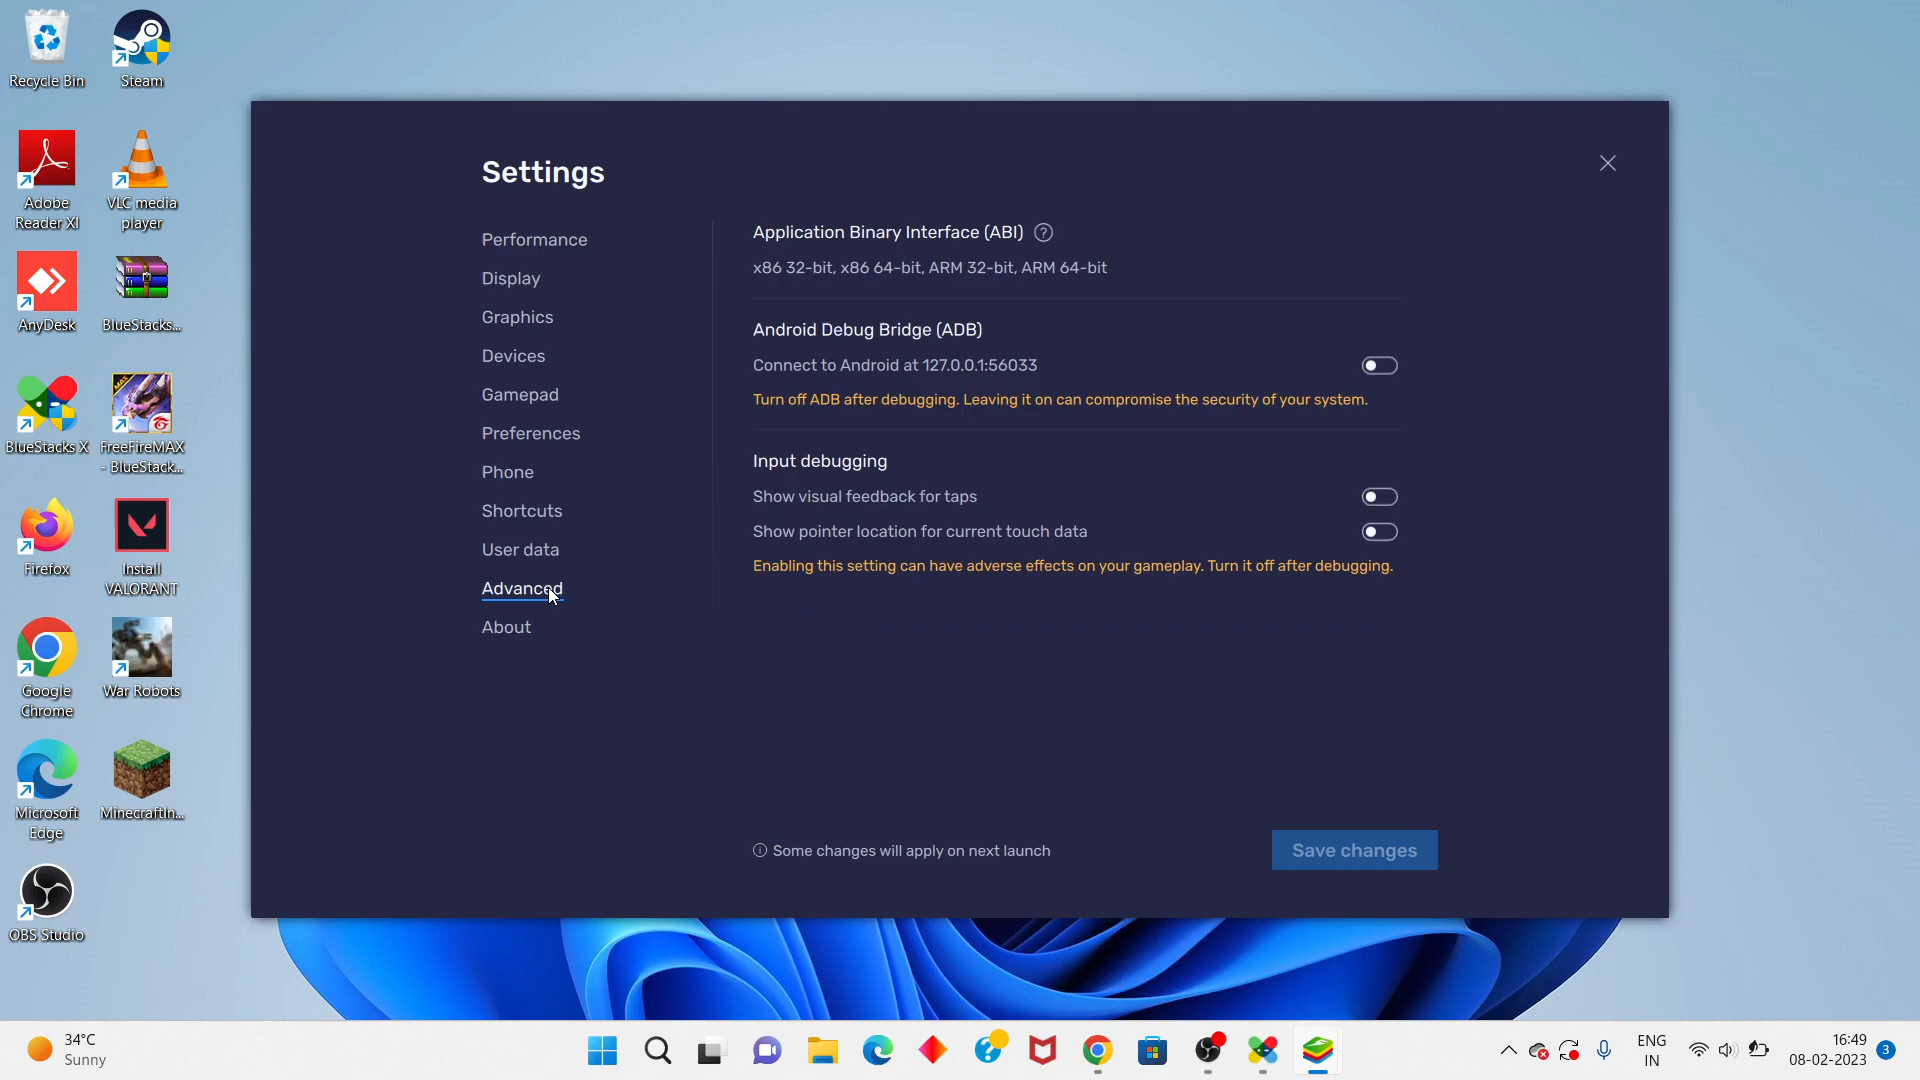 Recycle Bin
Steam
Adobe
Reader XI
VLC media
player
AnyDesk
BlueStacks...
BlueStacks X
FreeFireMAX
- BlueStack...
Firefox
Install
VALORANT
Google
Chrome
War Robots
Microsoft
Edge
MinecraftIn...
OBS Studio
Settings
Performance
Display
Graphics
Devices
Gamepad
Preferences
Phone
Shortcuts
User data
Advanced
About
Application Binary Interface (ABI) ?
x86 32-bit, x86 64-bit, ARM 32-bit, ARM 64-bit
Android Debug Bridge (ADB)
Connect to Android at 127.0.0.1:56033
Turn off ADB after debugging. Leaving it on can compromise the security of your system.
Input debugging
Show visual feedback for taps
Show pointer location for current touch data
Enabling this setting can have adverse effects on your gameplay. Turn it off after debugging.
Some changes will apply on next launch
Save changes
34°C
Sunny
ENG
IN
16:49
08-02-2023
3